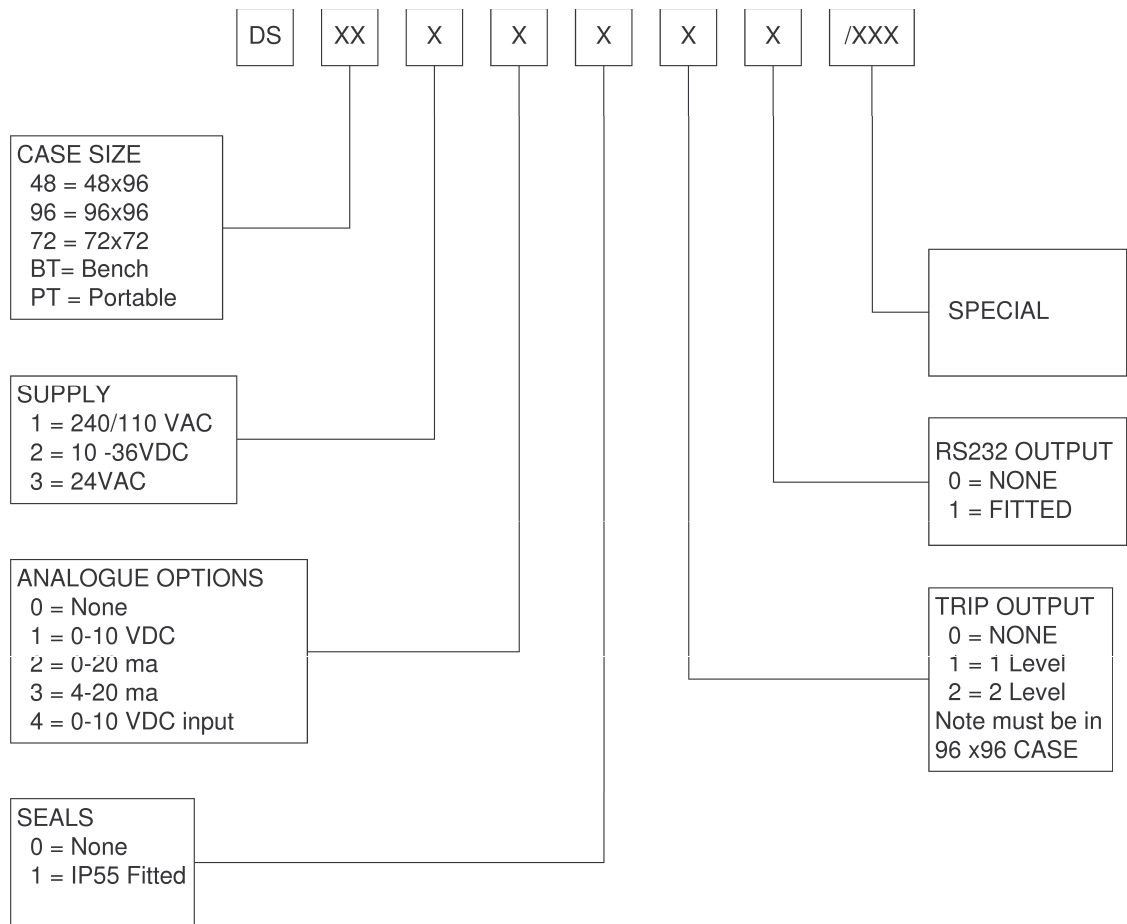 DS XX X X X X X /XXX
CASE SIZE
48 = 48x96
96 = 96x96
72 = 72x72
BT= Bench
PT = Portable
SPECIAL
SUPPLY
1 = 240/110 VAC
2 = 10 -36VDC
3 = 24VAC
RS232 OUTPUT
0 = NONE
1 = FITTED
ANALOGUE OPTIONS
0 = None
1 = 0-10 VDC
2 = 0-20 ma
3 = 4-20 ma
4 = 0-10 VDC input
TRIP OUTPUT
0 = NONE
1 = 1 Level
2 = 2 Level
Note must be in
96 x96 CASE
SEALS
0 = None
1 = IP55 Fitted